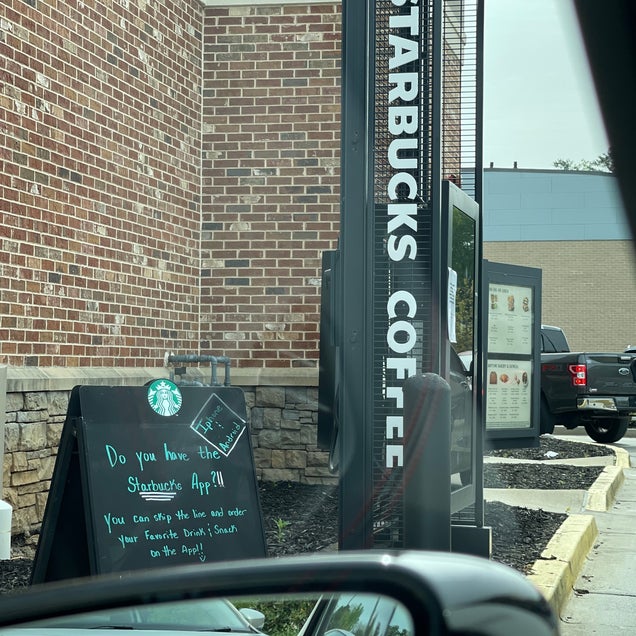 STARBUCKS COFFEE
Iphone
&
Android
Do you have the
Starbucks App?!!
You can skip the line and order
your Favorite Drink & Snack
on the App!!